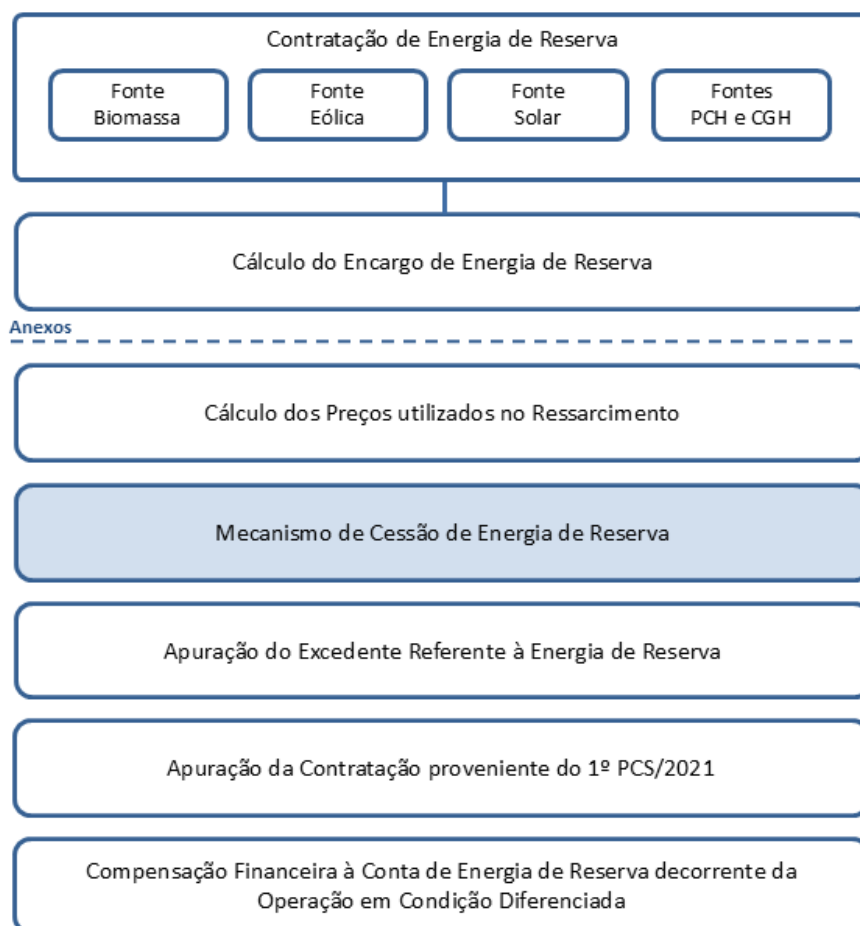 Contratação de Energia de Reserva
Fonte
Biomassa
Fonte
Eólica
Fonte
Solar
Fontes
PCH e CGH
Cálculo do Encargo de Energia de Reserva
Anexos
Cálculo dos Preços utilizados no Ressarcimento
Mecanismo de Cessão de Energia de Reserva
Apuração do Excedente Referente à Energia de Reserva
Apuração da Contratação proveniente do 1º PCS/2021
Compensação Financeira à Conta de Energia de Reserva decorrente da
Operação em Condição Diferenciada